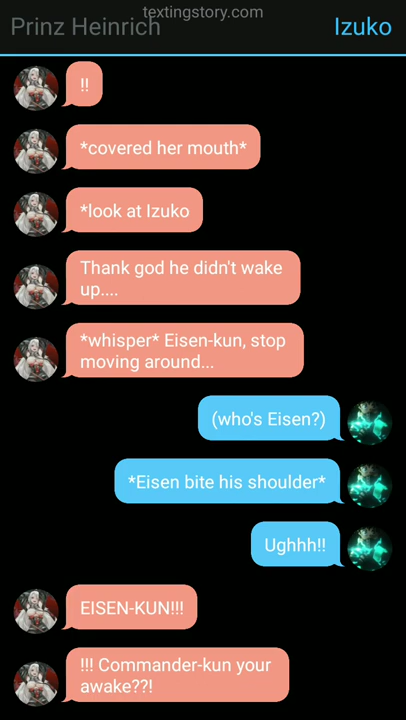 textingstory.com
Prinz Heinrich
Izuko
!!
*covered her mouth*
*look at Izuko
Thank god he didn't wake
up....
*whisper* Eisen-kun, stop
moving around...
(who's Eisen?)
*Eisen bite his shoulder*
Ughhh!!
EISEN-KUN!!!
!!! Commander-kun your
awake??!